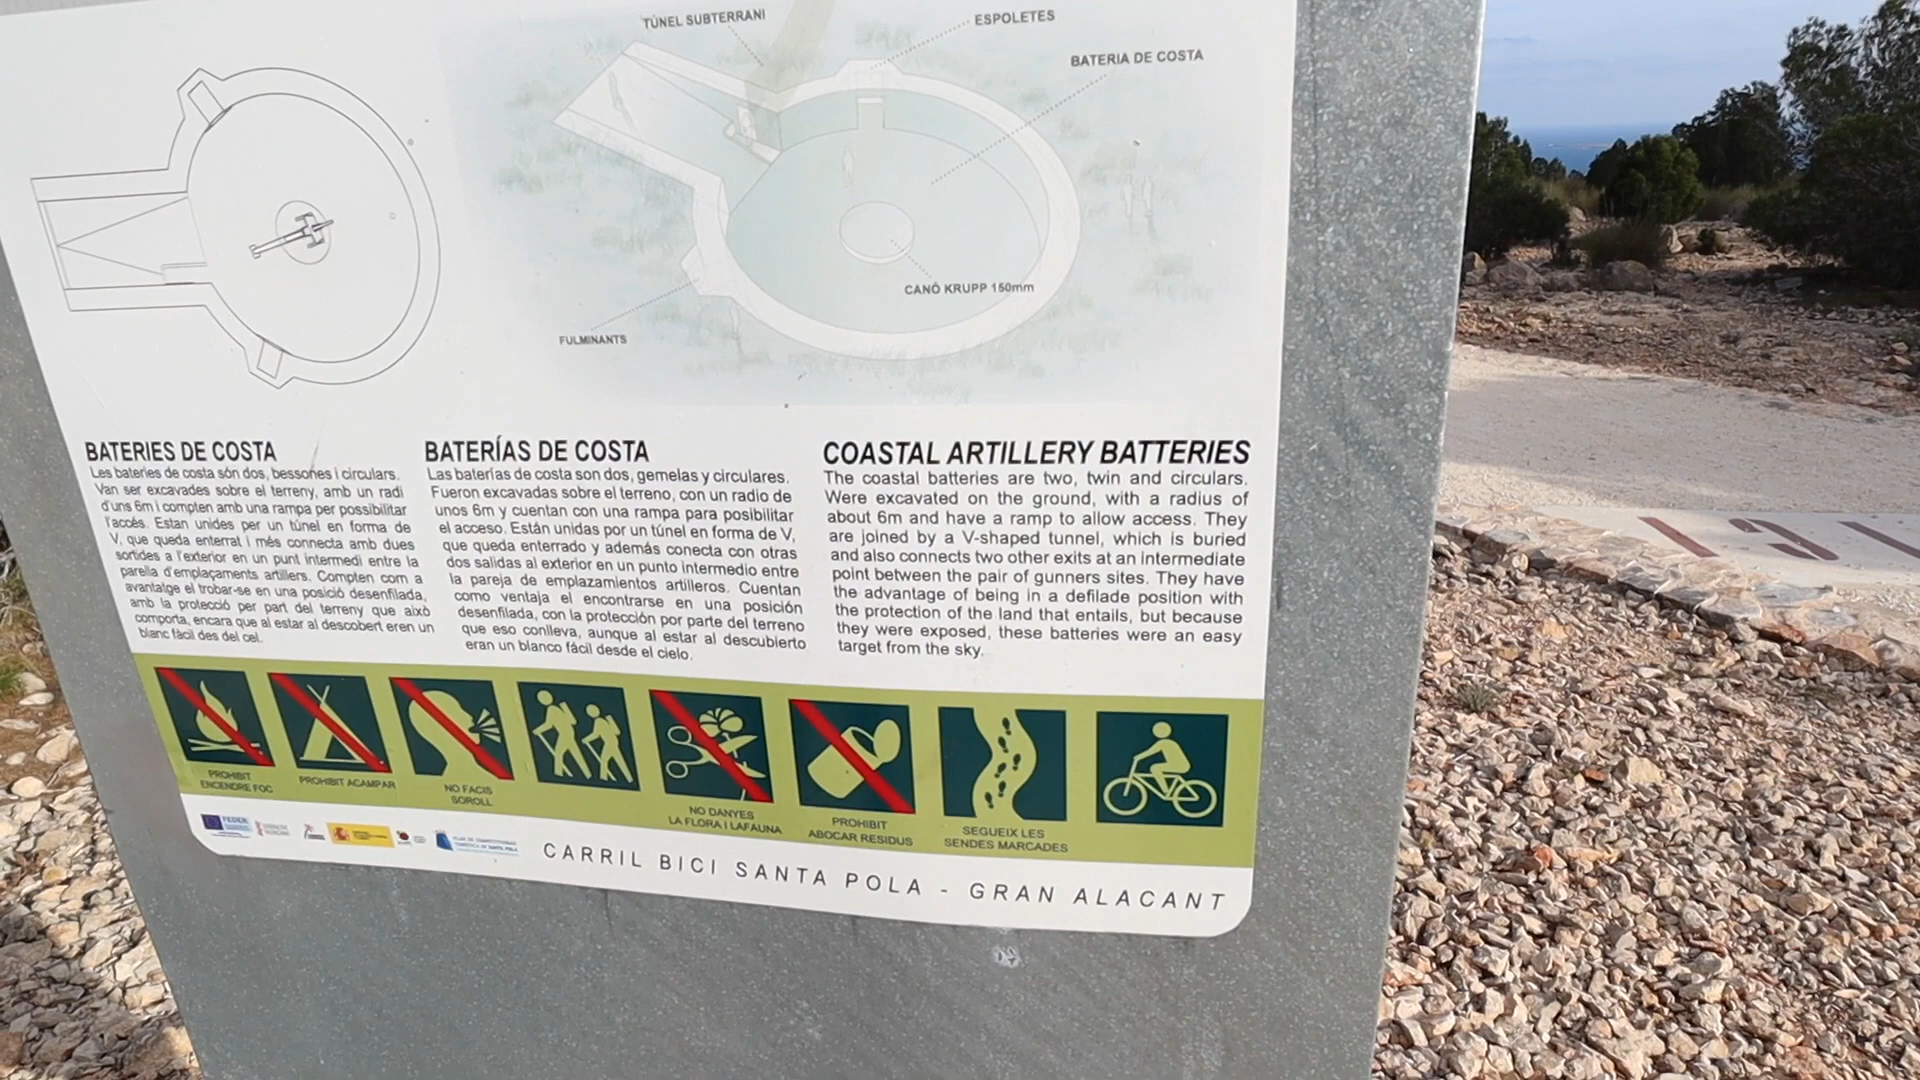 TÚNEL SUBTERRANI
ESPOLETES
BATERIA DE COSTA
CANÓ KRUPP 150mm
FULMINANTS
BATERIES DE COSTA
Les bateries de costa són dos, bessones i circulars.
Van ser excavades sobre el terreny, amb un radi
d'uns 6m i compten amb una rampa per possibilitar
l'accés. Estan unides per un túnel en forma de
V, que queda enterrat i més connecta amb dues
sortides a l'exterior en un punt intermedi entre la
parella d'emplaçaments artillers. Compten com a
avantatge el trobar-se en una posició desenfilada,
amb la protecció per part del terreny que això
comporta, encara que al estar al descobert eren un
blanc fàcil des del cel.
BATERÍAS DE COSTA
Las baterías de costa son dos, gemelas y circulares.
Fueron excavadas sobre el terreno, con un radio de
unos 6m y cuentan con una rampa para posibilitar
el acceso. Están unidas por un túnel en forma de V,
que queda enterrado y además conecta con otras
dos salidas al exterior en un punto intermedio entre
la pareja de emplazamientos artilleros. Cuentan
como ventaja el encontrarse en una posición
desenfilada, con la protección por parte del terreno
que eso conlleva, aunque al estar al descubierto
eran un blanco fácil desde el cielo.
COASTAL ARTILLERY BATTERIES
The coastal batteries are two, twin and circulars.
Were excavated on the ground, with a radius of
about 6m and have a ramp to allow access. They
are joined by a V-shaped tunnel, which is buried
and also connects two other exits at an intermediate
point between the pair of gunners sites. They have
the advantage of being in a defilade position with
the protection of the land that entails, but because
they were exposed, these batteries were an easy
target from the sky.
PROHIBIT
ENCENDRE FOC
PROHIBIT ACAMPAR
NO FACIS
SOROLL
NO DANYES
LA FLORA I LAFAUNA
PROHIBIT
ABOCAR RESIDUS
SEGUEIX LES
SENDES MARCADES
FEDER
CARRIL BICI SANTA POLA - GRAN ALACANT